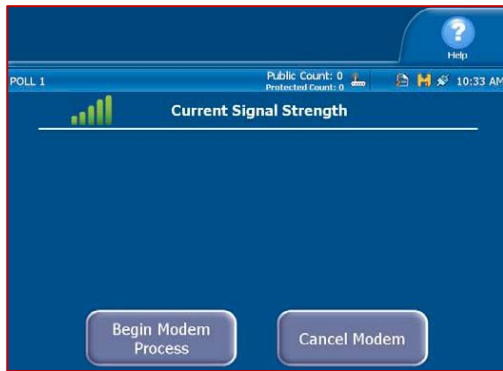 ?
Help
POLL 1
Public Count: 0
Protected Count: 0
10:33 AM
Current Signal Strength
Begin Modem
Process
Cancel Modem